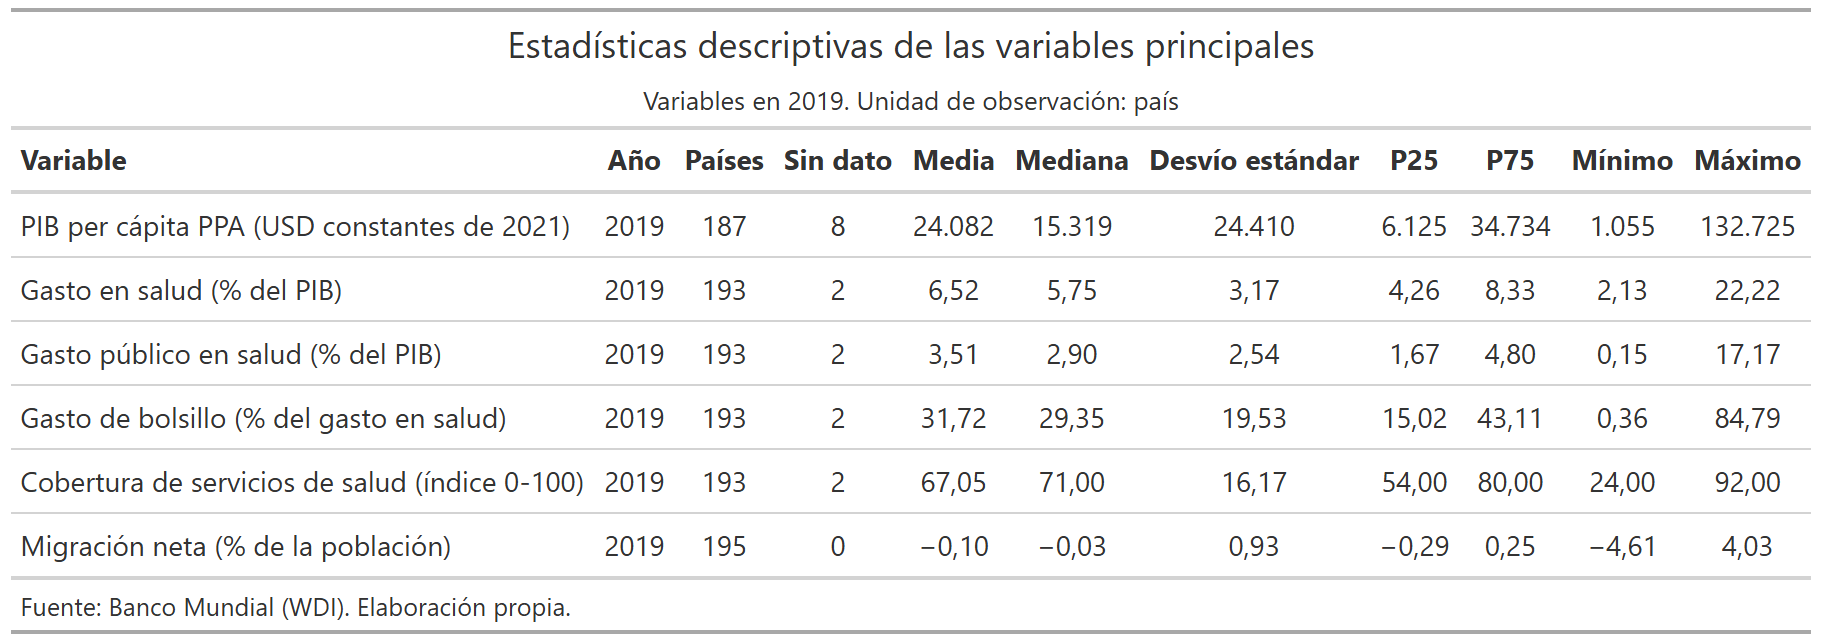 Estadísticas descriptivas de las variables principales
Variables en 2019. Unidad de observación: país
Variable Año Países Sin dato Media Mediana Desvío estándar P25 P75 Mínimo Máximo
PIB per cápita PPA (USD constantes de 2021) 2019 187 8 24.082 15.319 24.410 6.125 34.734 1.055 132.725
Gasto en salud (% del PIB) 2019 193 2 6,52 5,75 3,17 4,26 8,33 2,13 22,22
Gasto público en salud (% del PIB) 2019 193 2 3,51 2,90 2,54 1,67 4,80 0,15 17,17
Gasto de bolsillo (% del gasto en salud) 2019 193 2 31,72 29,35 19,53 15,02 43,11 0,36 84,79
Cobertura de servicios de salud (índice 0-100) 2019 193 2 67,05 71,00 16,17 54,00 80,00 24,00 92,00
Migración neta (% de la población) 2019 195 0 −0,10 −0,03 0,93 −0,29 0,25 −4,61 4,03
Fuente: Banco Mundial (WDI). Elaboración propia.